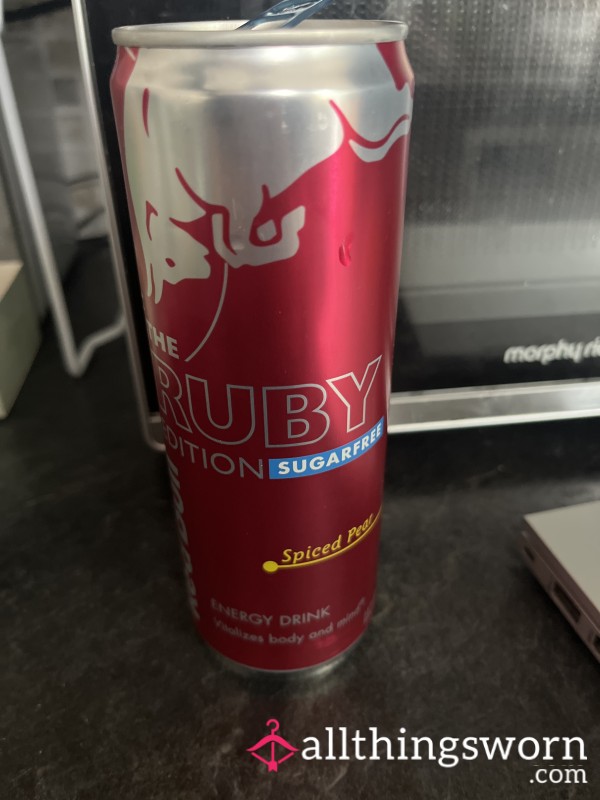 THE
RUBY
EDITION
SUGARFREE
Spiced Pear
ENERGY DRINK
Vitalizes body and mind.
morphy ri
allthingsworn
.com